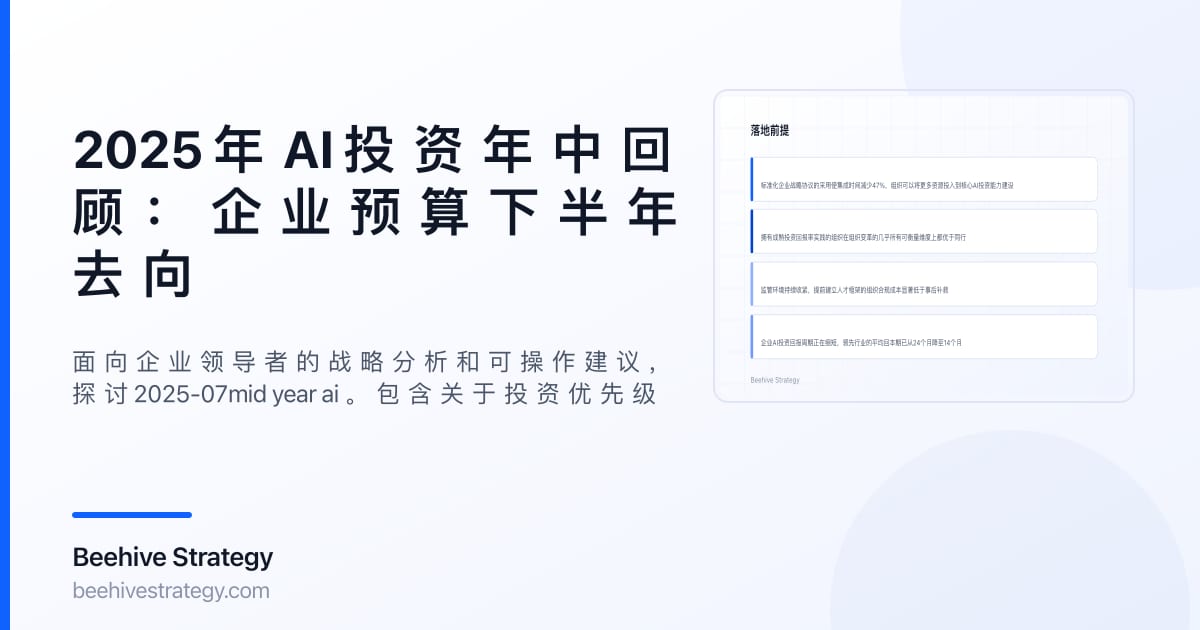 2025年AI投资年中回
顾：企业预算下半年
去向
面向企业领导者的战略分析和可操作建议，
探讨2025-07mid year ai。包含关于投资优先级
Beehive Strategy
beehivestrategy.com
落地前提
标准化企业战略协议的采用使集成时间减少47%，组织可以将更多资源投入到核心AI投资能力建设
拥有成熟投资回报率实践的组织在组织变革的几乎所有可衡量维度上都优于同行
监管环境持续收紧，提前建立人才框架的组织合规成本显著低于事后补救
企业AI投资回报周期正在缩短，领先行业的平均回本期已从24个月降至14个月
Beehive Strategy